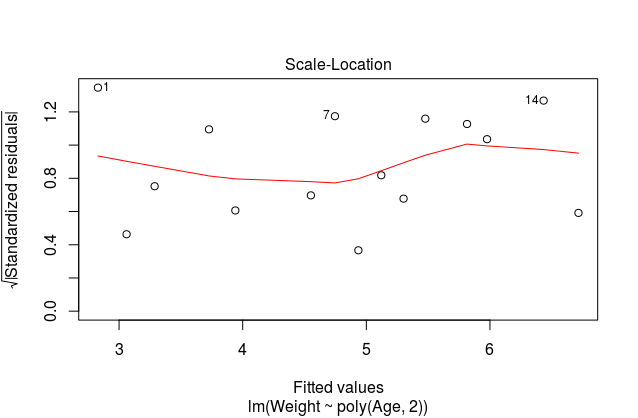 Scale-Location
√|Standardized residuals|
0.0 0.4 0.8 1.2
1
7
14
3 4 5 6
Fitted values
lm(Weight ~ poly(Age, 2))